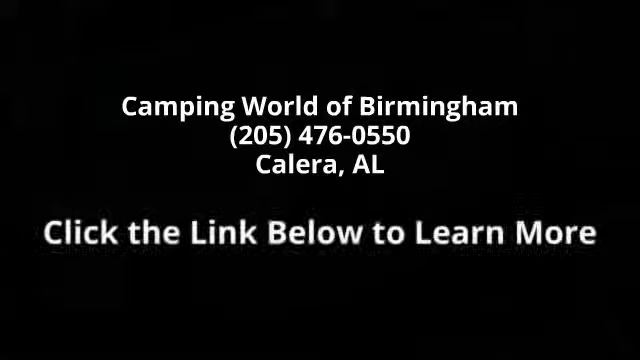 Camping World of Birmingham
(205) 476-0550
Calera, AL
Click the Link Below to Learn More